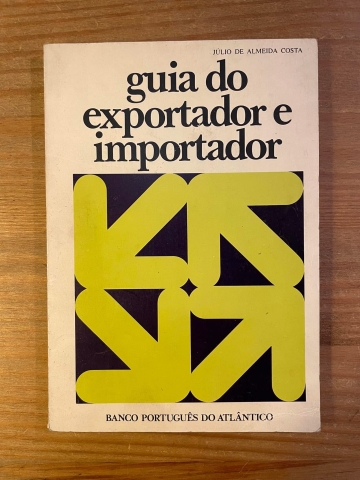 JÚLIO DE ALMEIDA COSTA
guia do
exportador e
importador
BANCO PORTUGUÊS DO ATLÂNTICO